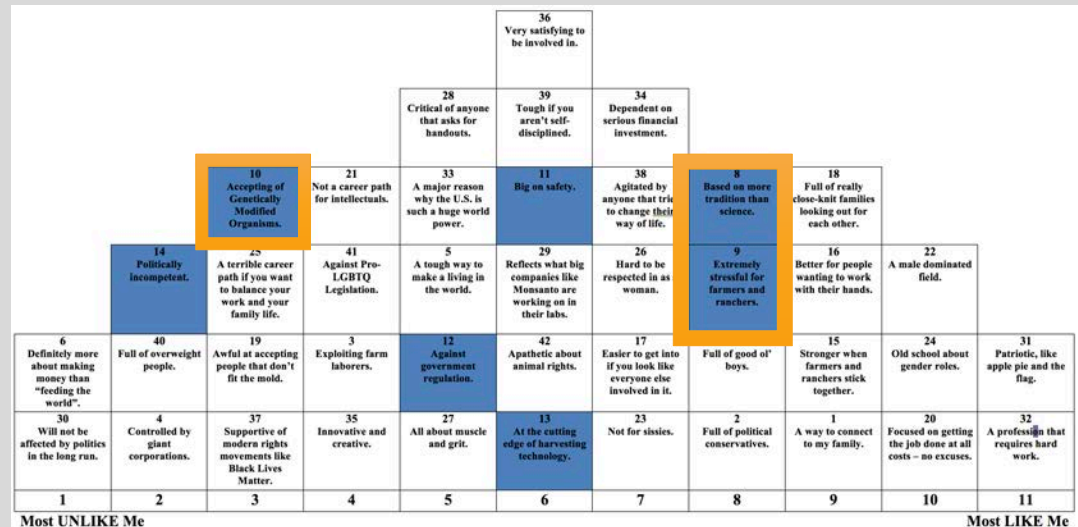 36
Very satisfying to
be involved in.
28
Critical of anyone
that asks for
handouts.
39
Tough if you
aren't self-
disciplined.
34
Dependent on
serious financial
investment.
10
Accepting of
Genetically
Modified
Organisms.
21
Not a career path
for intellectuals.
33
A major reason
why the U.S. is
such a huge world
power.
11
Big on safety.
38
Agitated by
anyone that trie
to change their
way of life.
8
Based on more
tradition than
science.
18
Full of really
close-knit families
looking out for
each other.
14
Politically
incompetent.
25
A terrible career
path if you want
to balance your
work and your
family life.
41
Against Pro-
LGBTQ
Legislation.
5
A tough way to
make a living in
the world.
29
Reflects what big
companies like
Monsanto are
working on in
their labs.
26
Hard to be
respected in as
woman.
9
Extremely
stressful for
farmers and
ranchers.
16
Better for people
wanting to work
with their hands.
22
A male dominated
field.
6
Definitely more
about making
money than
"feeding the
world".
40
Full of overweight
people.
19
Awful at accepting
people that don't
fit the mold.
3
Exploiting farm
laborers.
12
Against
government
regulation.
42
Apathetic about
animal rights.
17
Easier to get into
if you look like
everyone else
involved in it.
Full of good ol'
boys.
15
Stronger when
farmers and
ranchers stick
together.
24
Old school about
gender roles.
31
Patriotic, like
apple pie and the
flag.
30
Will not be
affected by politics
in the long run.
4
Controlled by
giant
corporations.
37
Supportive of
modern rights
movements like
Black Lives
Matter.
35
Innovative and
creative.
27
All about muscle
and grit.
13
At the cutting
edge of harvesting
technology.
23
Not for sissies.
2
Full of political
conservatives.
1
A way to connect
to my family.
20
Focused on getting
the job done at all
costs – no excuses.
32
A profession that
requires hard
work.
1 2 3 4 5 6 7 8 9 10 11
Most UNLIKE Me
Most LIKE Me